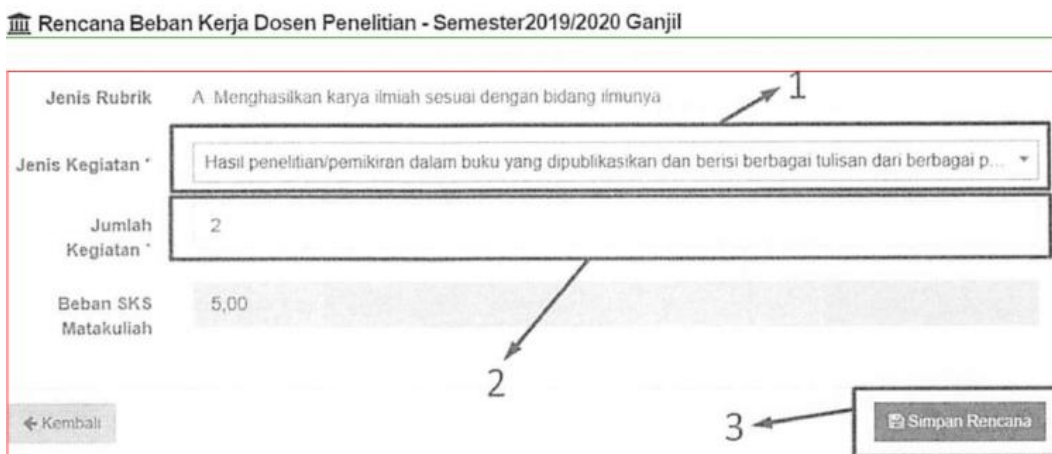 Rencana Beban Kerja Dosen Penelitian - Semester2019/2020 Ganjil
Jenis Rubrik A Menghasilkan karya ilmiah sesuai dengan bidang ilmunya
1
Jenis Kegiatan * Hasil penelitian/pemikiran dalam buku yang dipublikasikan dan berisi berbagai tulisan dari berbagai p...
Jumlah
Kegiatan * 2
Beban SKS
Matakuliah 5,00
2
Kembali
3
Simpan Rencana